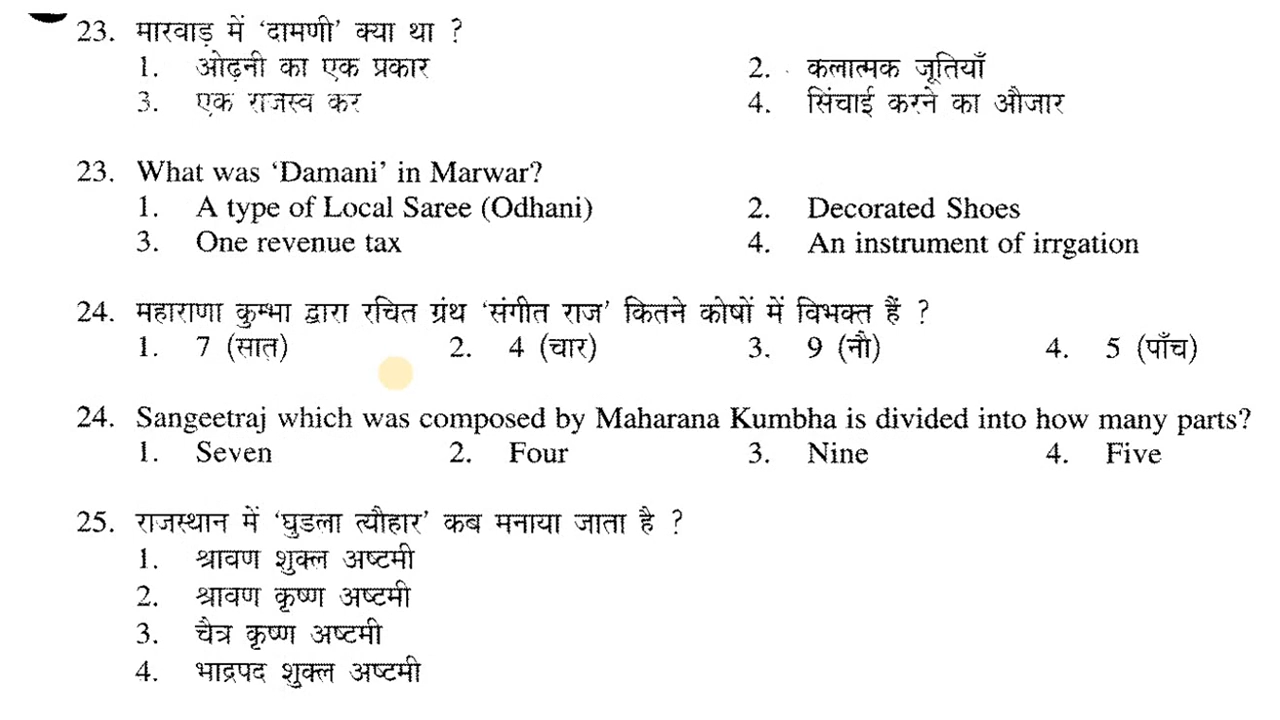 23. मारवाड़ में ‘दामणी’ क्या था ?
1. ओढ़नी का एक प्रकार 2. कलात्मक जूतियाँ
3. एक राजस्व कर 4. सिंचाई करने का औजार
23. What was ‘Damani’ in Marwar?
1. A type of Local Saree (Odhani) 2. Decorated Shoes
3. One revenue tax 4. An instrument of irrgation
24. महाराणा कुम्भा द्वारा रचित ग्रंथ ‘संगीत राज’ कितने कोषों में विभक्त हैं ?
1. 7 (सात) 2. 4 (चार) 3. 9 (नौ) 4. 5 (पाँच)
24. Sangeetraj which was composed by Maharana Kumbha is divided into how many parts?
1. Seven 2. Four 3. Nine 4. Five
25. राजस्थान में ‘घुडला त्यौहार’ कब मनाया जाता है ?
1. श्रावण शुक्ल अष्टमी
2. श्रावण कृष्ण अष्टमी
3. चैत्र कृष्ण अष्टमी
4. भाद्रपद शुक्ल अष्टमी